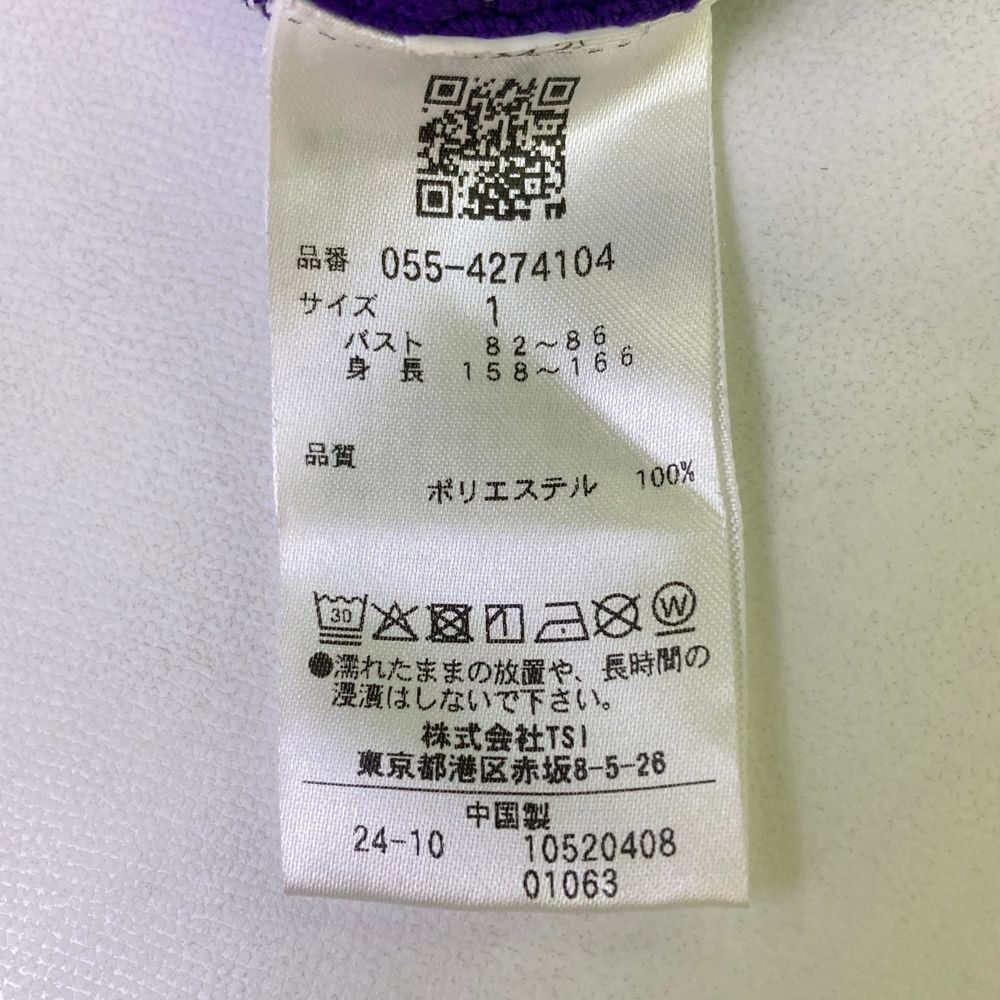 品番 055-4274104
サイズ 1
バスト 82～86
身長 158～166
品質
ポリエステル 100%
30 W
●濡れたままの放置や、長時間の
浸漬はしないで下さい。
株式会社TSI
東京都港区赤坂8-5-26
中国製
24-10 10520408
01063